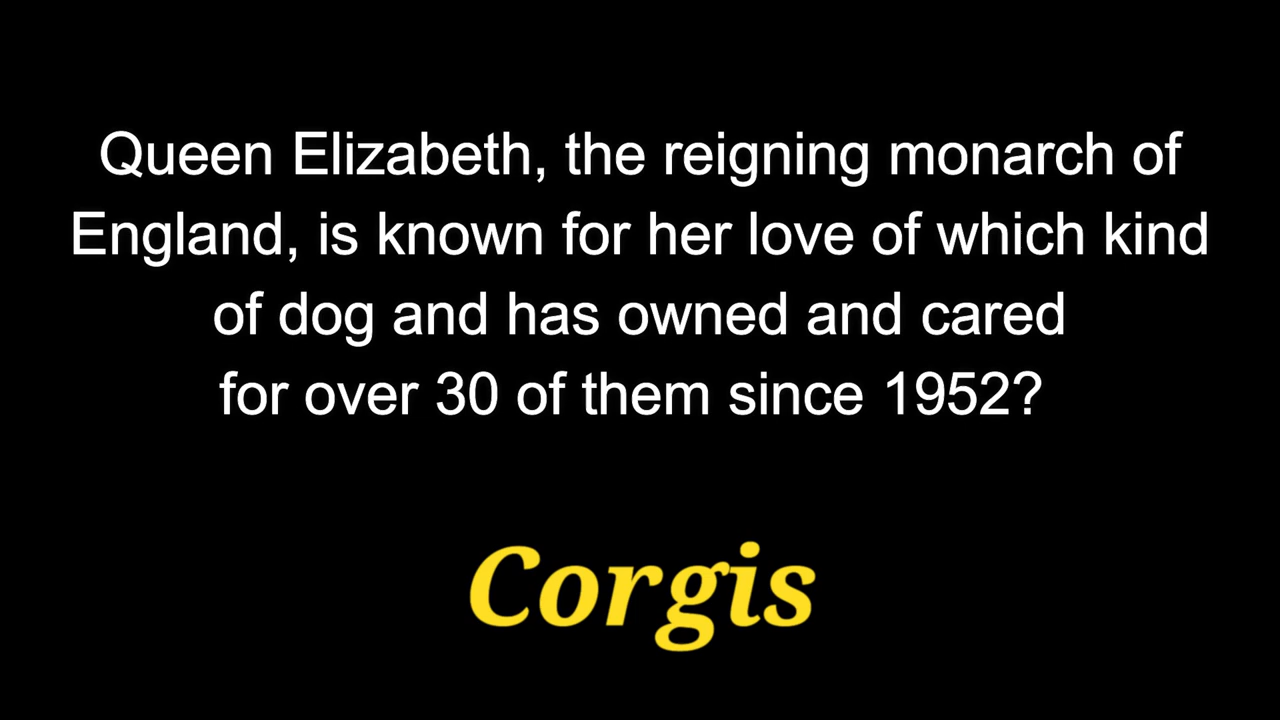 Queen Elizabeth, the reigning monarch of
England, is known for her love of which kind
of dog and has owned and cared
for over 30 of them since 1952?
Corgis